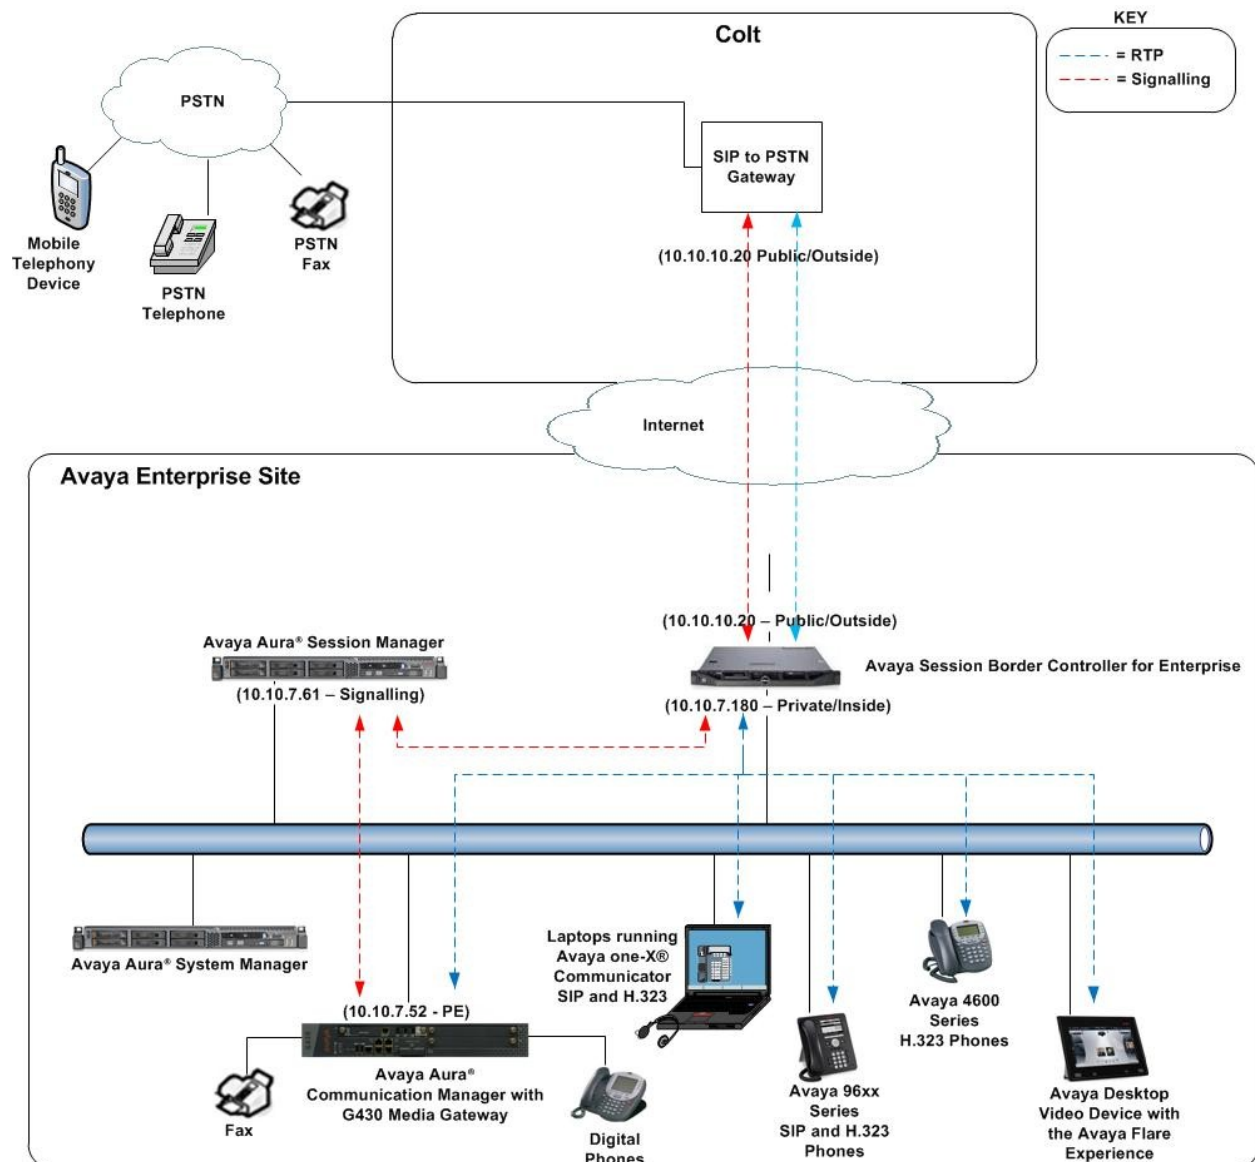 KEY
= RTP
= Signalling
Colt
PSTN
SIP to PSTN
Gateway
Mobile
Telephony
Device
PSTN
Telephone
PSTN
Fax
(10.10.10.20 Public/Outside)
Internet
Avaya Enterprise Site
(10.10.10.20 – Public/Outside)
Avaya Aura® Session Manager
(10.10.7.61 – Signalling)
Avaya Session Border Controller for Enterprise
(10.10.7.180 – Private/Inside)
Avaya Aura® System Manager
(10.10.7.52 - PE)
Avaya Aura®
Communication Manager with
G430 Media Gateway
Fax
Digital
Phones
Laptops running
Avaya one-X®
Communicator
SIP and H.323
Avaya 96xx
Series
SIP and H.323
Phones
Avaya 4600
Series
H.323 Phones
Avaya Desktop
Video Device with
the Avaya Flare
Experience